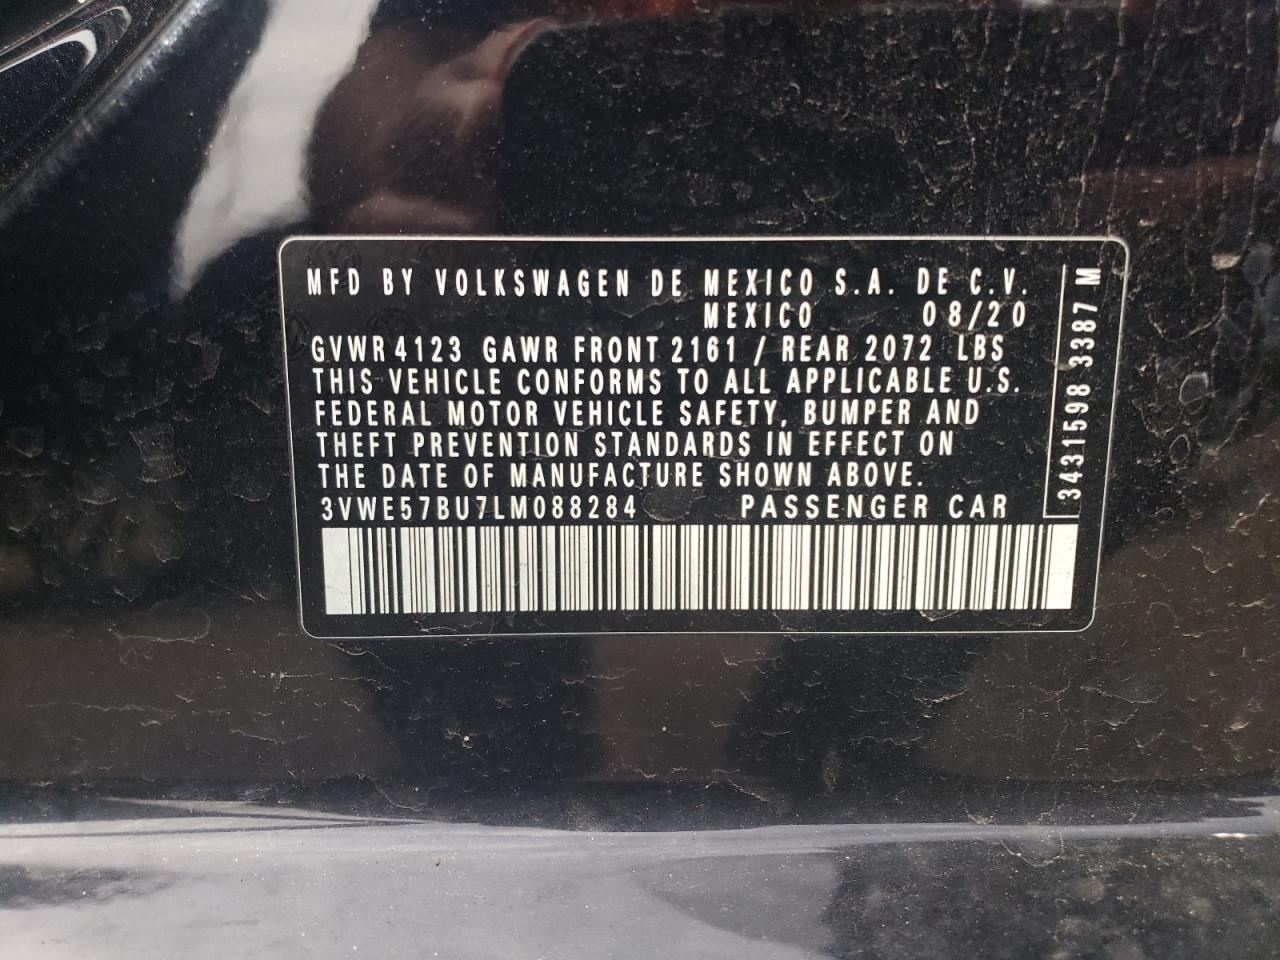 MFD BY VOLKSWAGEN DE MEXICO S.A. DE C.V.
MEXICO 08/20
GVWR 4123 GAWR FRONT 2161 / REAR 2072 LBS
THIS VEHICLE CONFORMS TO ALL APPLICABLE U.S.
FEDERAL MOTOR VEHICLE SAFETY, BUMPER AND
THEFT PREVENTION STANDARDS IN EFFECT ON
THE DATE OF MANUFACTURE SHOWN ABOVE.
3VWE57BU7LM088284 PASSENGER CAR
3431598 3387 M